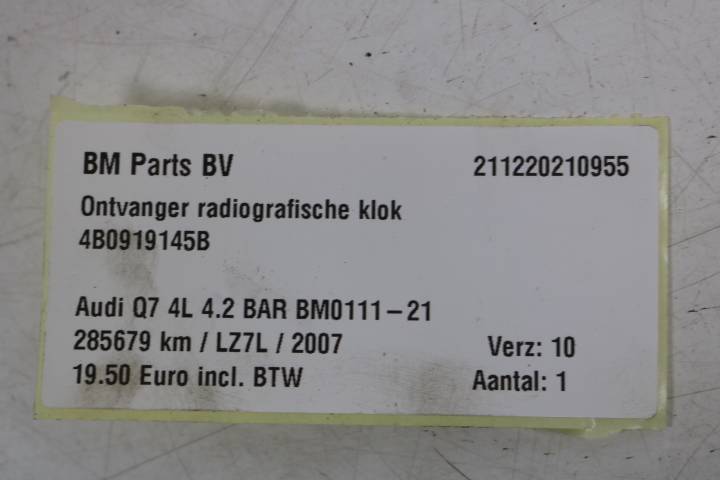 BM Parts BV 211220210955
Ontvanger radiografische klok
4B0919145B
Audi Q7 4L 4.2 BAR BM0111-21
285679 km / LZ7L / 2007 Verz: 10
19.50 Euro incl. BTW Aantal: 1